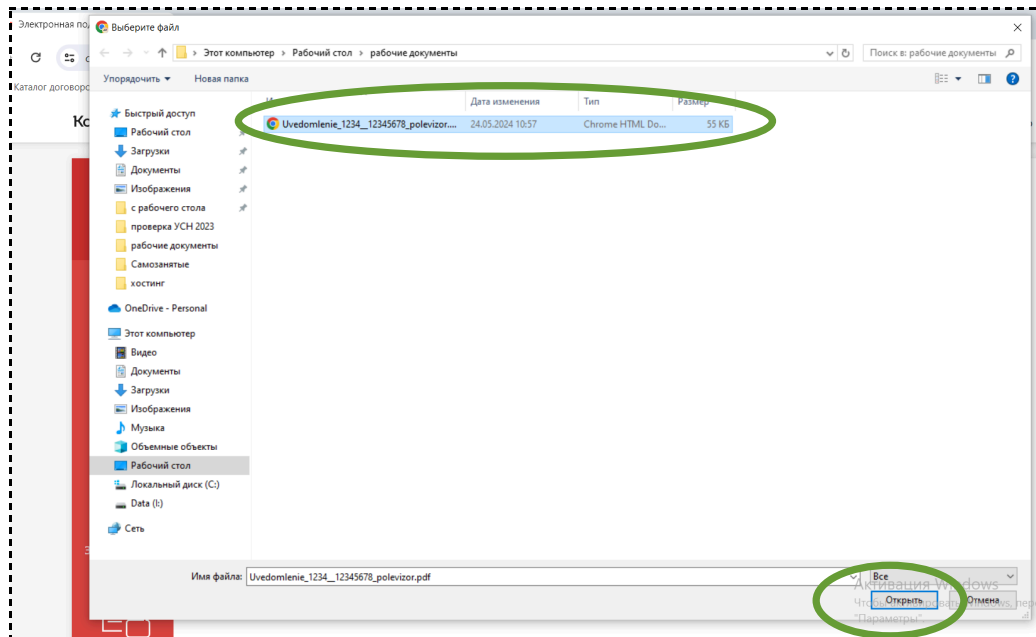 Электронная по
Выберите файл
Этот компьютер › Рабочий стол › рабочие документы
Поиск в: рабочие документы
Каталог договоро
Упорядочить
Новая папка
Дата изменения
Тип
Размер
Ко
Быстрый доступ
Uvedomlenie_1234__12345678_polevizor....
24.05.2024 10:57
Chrome HTML Do...
55 КБ
Рабочий стол
Загрузки
Документы
Изображения
с рабочего стола
проверка УСН 2023
рабочие документы
Самозанятые
хостинг
OneDrive - Personal
Этот компьютер
Видео
Документы
Загрузки
Изображения
Музыка
Объемные объекты
Рабочий стол
Локальный диск (C:)
Data (I:)
Сеть
Имя файла:
Uvedomlenie_1234__12345678_polevizor.pdf
Все
Активация Windows
Открыть
Отмена
"Параметры"